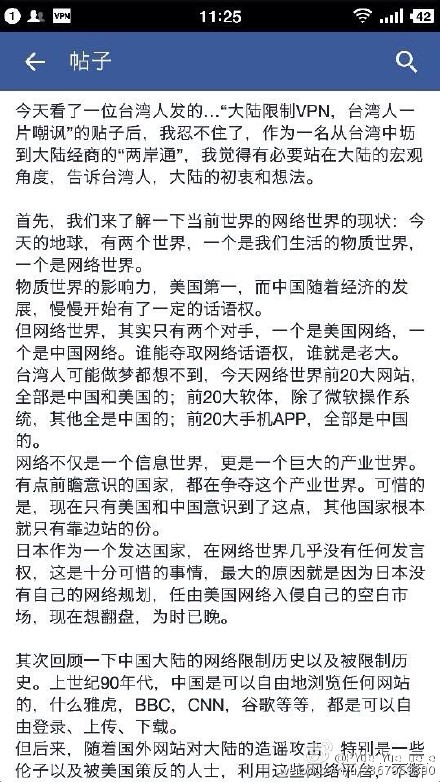 1 VPN 11:25 42
帖子
今天看了一位台湾人发的…“大陆限制VPN，台湾人一
片嘲讽”的贴子后，我忍不住了，作为一名从台湾中坜
到大陆经商的“两岸通”，我觉得有必要站在大陆的宏观
角度，告诉台湾人，大陆的初衷和想法。
首先，我们来了解一下当前世界的网络世界的现状：今
天的地球，有两个世界，一个是我们生活的物质世界，
一个是网络世界。
物质世界的影响力，美国第一，而中国随着经济的发
展，慢慢开始有了一定的话语权。
但网络世界，其实只有两个对手，一个是美国网络，一
个是中国网络。谁能夺取网络话语权，谁就是老大。
台湾人可能做梦都想不到，今天网络世界前20大网站，
全部是中国和美国的；前20大软体，除了微软操作系
统，其他全是中国的；前20大手机APP，全部是中国
的。
网络不仅是一个信息世界，更是一个巨大的产业世界。
有点前瞻意识的国家，都在争夺这个产业世界。可惜的
是，现在只有美国和中国意识到了这点，其他国家根本
就只有靠边站的份。
日本作为一个发达国家，在网络世界几乎没有任何发言
权，这是十分可惜的事情，最大的原因就是因为日本没
有自己的网络规划，任由美国网络入侵自己的空白市
场，现在想翻盘，为时已晚。
其次回顾一下中国大陆的网络限制历史以及被限制历
史。上世纪90年代，中国是可以自由地浏览任何网站
的，什么雅虎，BBC，CNN，谷歌等等，都是可以自
由登录、上传、下载。
但后来，随着国外网站对大陆的造谣攻击，特别是一些
伦子以及被美国策反的人士，利用这些网络平台，不断